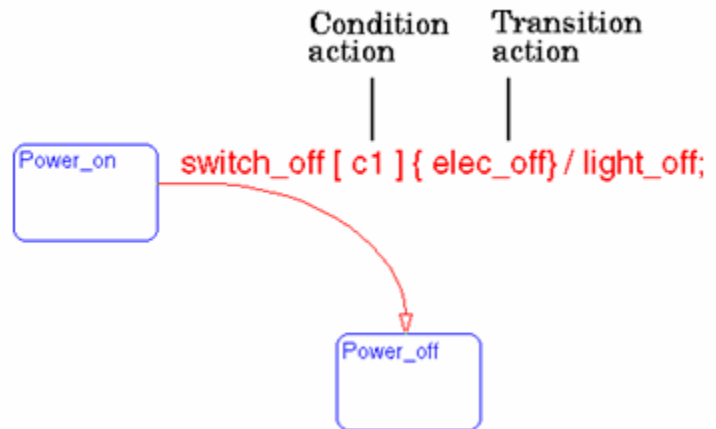 Condition action
Transition action
Power_on
switch_off [ c1 ] { elec_off} / light_off;
Power_off